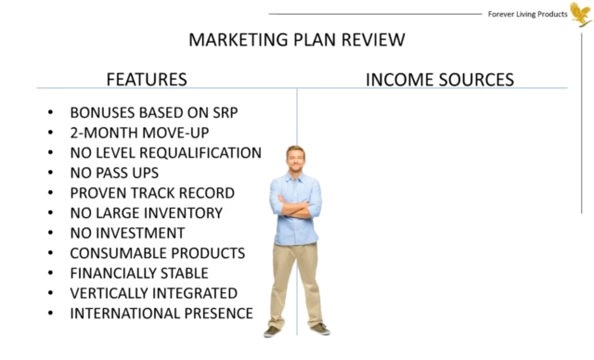 Forever Living Products
MARKETING PLAN REVIEW
FEATURES
INCOME SOURCES
• BONUSES BASED ON SRP
• 2-MONTH MOVE-UP
• NO LEVEL REQUALIFICATION
• NO PASS UPS
• PROVEN TRACK RECORD
• NO LARGE INVENTORY
• NO INVESTMENT
• CONSUMABLE PRODUCTS
• FINANCIALLY STABLE
• VERTICALLY INTEGRATED
• INTERNATIONAL PRESENCE